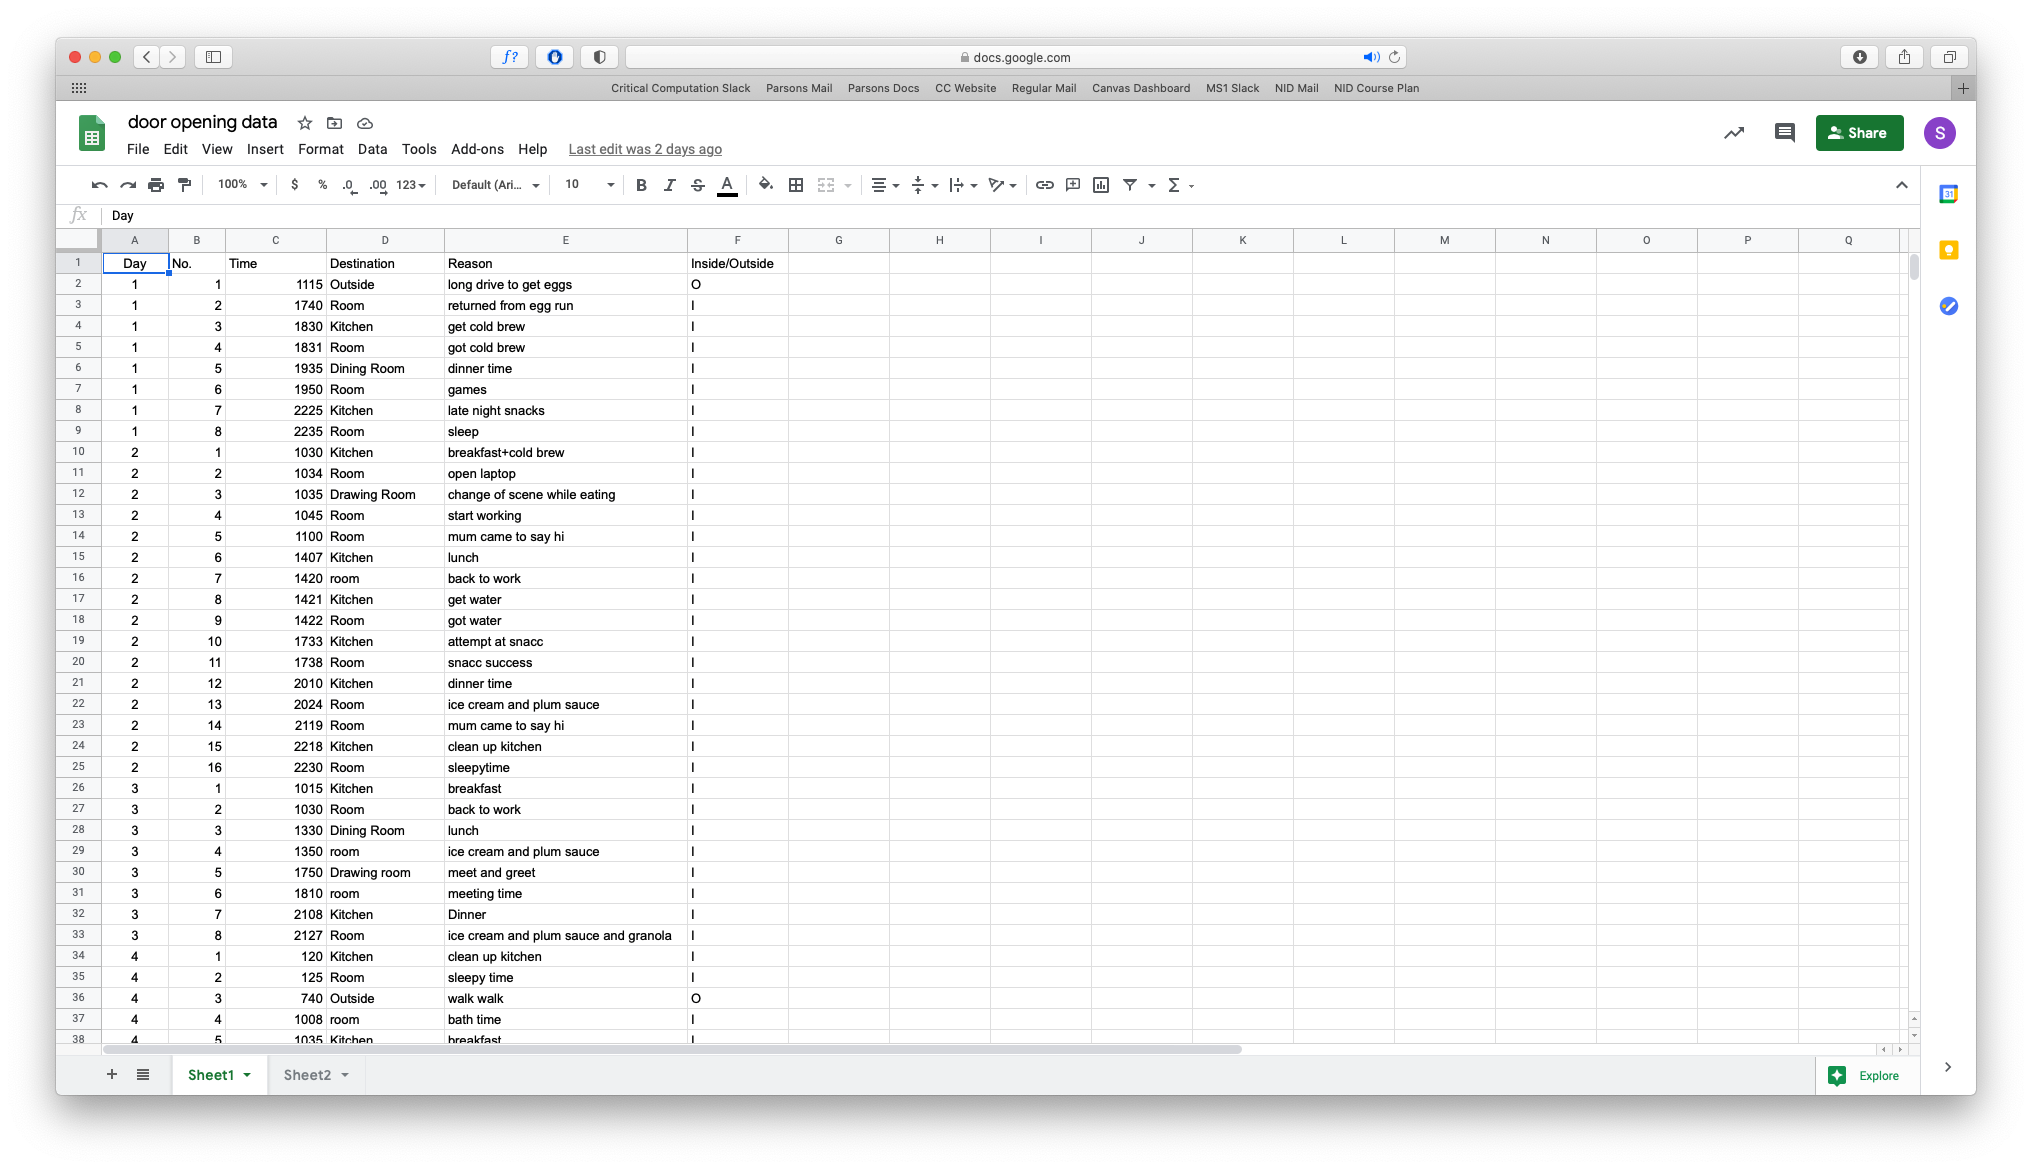 f?
docs.google.com
Critical Computation Slack Parsons Mail Parsons Docs CC Website Regular Mail Canvas Dashboard MS1 Slack NID Mail NID Course Plan
door opening data
File Edit View Insert Format Data Tools Add-ons Help Last edit was 2 days ago
Share
S
100% $ % .0 .00 123 Default (Ari... 10 B I S A Σ
31
fx Day
A B C D E F G H I J K L M N O P Q
1 Day No. Time Destination Reason Inside/Outside
2 1 1 1115 Outside long drive to get eggs O
3 1 2 1740 Room returned from egg run I
4 1 3 1830 Kitchen get cold brew I
5 1 4 1831 Room got cold brew I
6 1 5 1935 Dining Room dinner time I
7 1 6 1950 Room games I
8 1 7 2225 Kitchen late night snacks I
9 1 8 2235 Room sleep I
10 2 1 1030 Kitchen breakfast+cold brew I
11 2 2 1034 Room open laptop I
12 2 3 1035 Drawing Room change of scene while eating I
13 2 4 1045 Room start working I
14 2 5 1100 Room mum came to say hi I
15 2 6 1407 Kitchen lunch I
16 2 7 1420 room back to work I
17 2 8 1421 Kitchen get water I
18 2 9 1422 Room got water I
19 2 10 1733 Kitchen attempt at snacc I
20 2 11 1738 Room snacc success I
21 2 12 2010 Kitchen dinner time I
22 2 13 2024 Room ice cream and plum sauce I
23 2 14 2119 Room mum came to say hi I
24 2 15 2218 Kitchen clean up kitchen I
25 2 16 2230 Room sleepytime I
26 3 1 1015 Kitchen breakfast I
27 3 2 1030 Room back to work I
28 3 3 1330 Dining Room lunch I
29 3 4 1350 room ice cream and plum sauce I
30 3 5 1750 Drawing room meet and greet I
31 3 6 1810 room meeting time I
32 3 7 2108 Kitchen Dinner I
33 3 8 2127 Room ice cream and plum sauce and granola I
34 4 1 120 Kitchen clean up kitchen I
35 4 2 125 Room sleepy time I
36 4 3 740 Outside walk walk O
37 4 4 1008 room bath time I
38 4 5 1035 Kitchen breakfast I
Sheet1 Sheet2
Explore